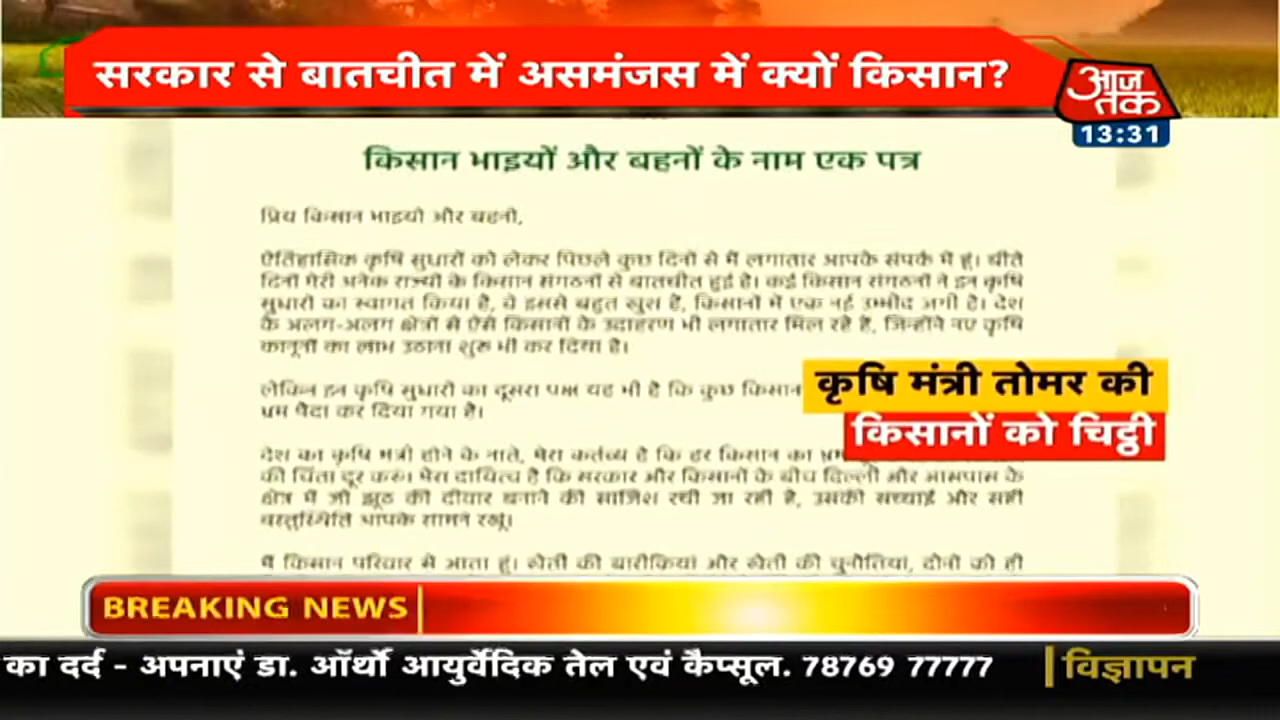 सरकार से बातचीत में असमंजस में क्यों किसान?
आज
तक
13:31
किसान भाइयों और बहनों के नाम एक पत्र
प्रिय किसान भाइयों और बहनों,
ऐतिहासिक कृषि सुधारों को लेकर पिछले कुछ दिनों से मैं लगातार आपके संपर्क में हूं। बीते
दिनों मेरी अनेक राज्यों के किसान संगठनों से बातचीत हुई है। कई किसान संगठनों ने इन कृषि
सुधारों का स्वागत किया है, वे इससे बहुत खुश हैं, किसानों में एक नई उम्मीद जगी है। देश
के अलग-अलग क्षेत्रों से ऐसे किसानों के उदाहरण भी लगातार मिल रहे हैं, जिन्होंने नए कृषि
कानूनों का लाभ उठाना शुरू भी कर दिया है।
लेकिन इन कृषि सुधारों का दूसरा पक्ष यह भी है कि कुछ किसान
भ्रम पैदा कर दिया गया है।
कृषि मंत्री तोमर की
किसानों को चिट्ठी
देश का कृषि मंत्री होने के नाते, मेरा कर्तव्य है कि हर किसान का भ्रम
की चिंता दूर करूं। मेरा दायित्व है कि सरकार और किसानों के बीच दिल्ली और आसपास के
क्षेत्र में जो झूठ की दीवार बनाने की साजिश रची जा रही है, उसकी सच्चाई और सही
वस्तुस्थिति आपके सामने रखूं।
मैं किसान परिवार से आता हूं। खेती की बारीकियां और खेती की चुनौतियां, दोनों को ही
BREAKING NEWS
का दर्द - अपनाएं डा. ऑर्थो आयुर्वेदिक तेल एवं कैप्सूल. 78769 77777
विज्ञापन